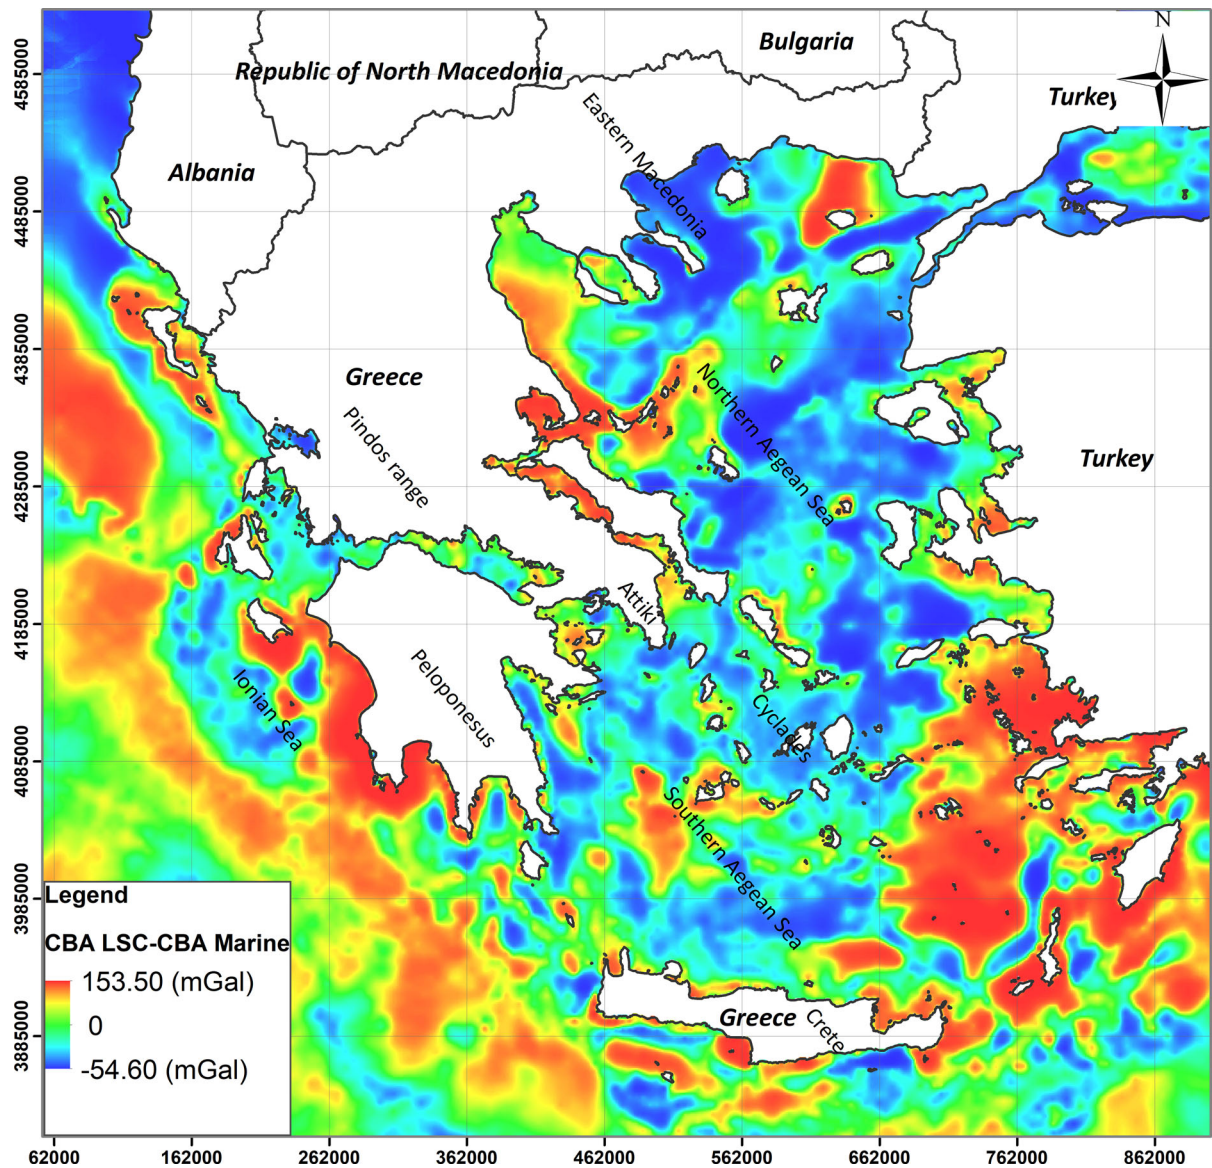 N
Bulgaria
Republic of North Macedonia
Turkey
Eastern Macedonia
Albania
Greece
Pindos range
Northern Aegean Sea
Turkey
Attiki
Peloponesus
Ionian Sea
Cyclades
Southern Aegean Sea
Greece
Crete
Legend
CBA LSC-CBA Marine
153.50 (mGal)
0
-54.60 (mGal)
4585000
4485000
4385000
4285000
4185000
4085000
3985000
3885000
62000 162000 262000 362000 462000 562000 662000 762000 862000